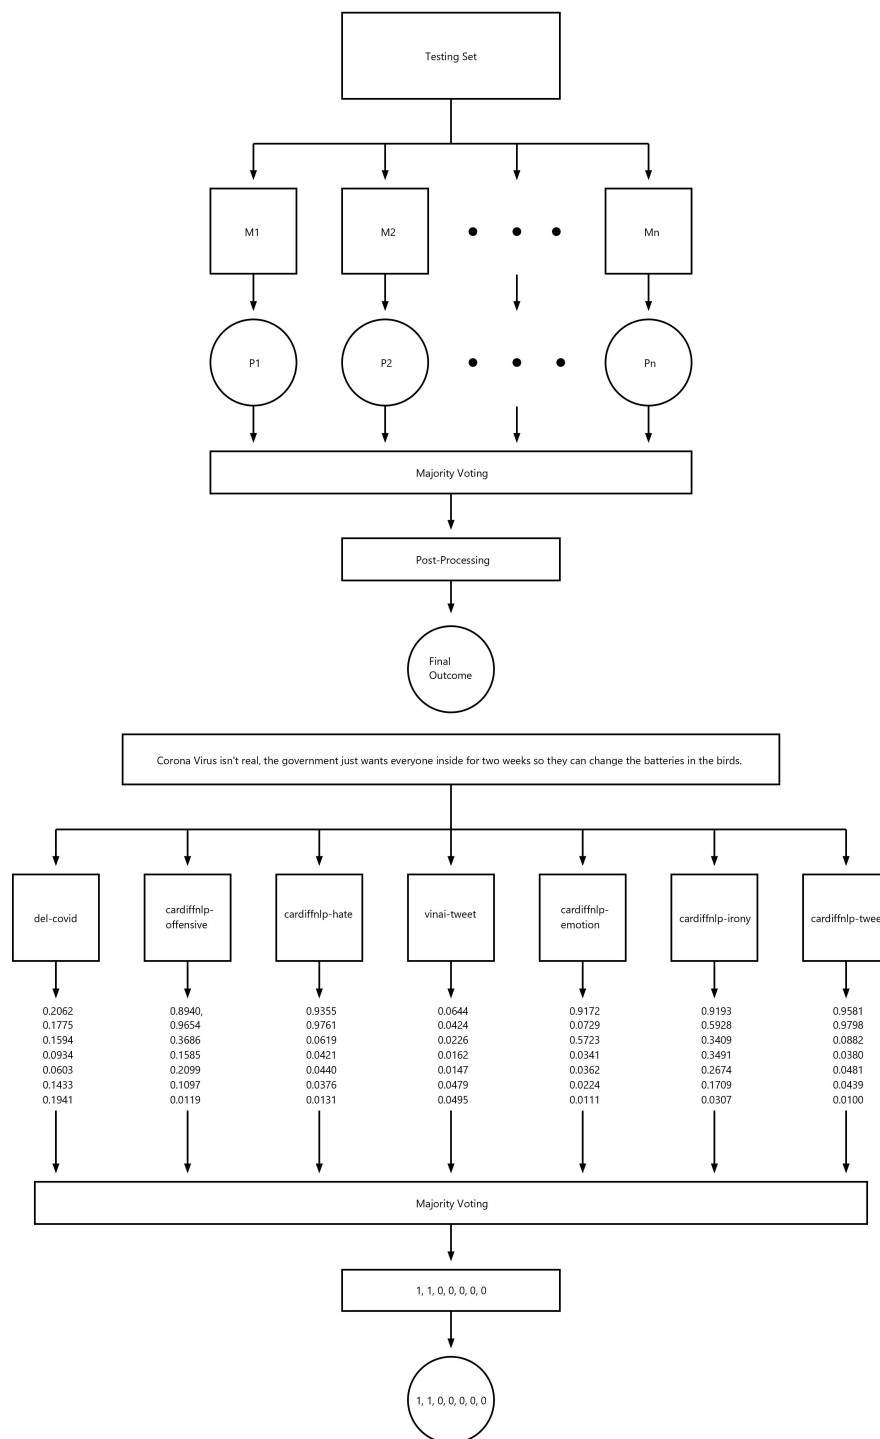 Testing Set
M1
M2
Mn
P1
P2
Pn
Majority Voting
Post-Processing
Final
Outcome
Corona Virus isn't real, the government just wants everyone inside for two weeks so they can change the batteries in the birds.
del-covid
cardiffnlp-
offensive
cardiffnlp-hate
vinai-tweet
cardiffnlp-
emotion
cardiffnlp-irony
cardiffnlp-twee
0.2062
0.1775
0.1594
0.0934
0.0603
0.1433
0.1941
0.8940,
0.9654
0.3686
0.1585
0.2099
0.1097
0.0119
0.9355
0.9761
0.0619
0.0421
0.0440
0.0376
0.0131
0.0644
0.0424
0.0226
0.0162
0.0147
0.0479
0.0495
0.9172
0.0729
0.5723
0.0341
0.0362
0.0224
0.0111
0.9193
0.5928
0.3409
0.3491
0.2674
0.1709
0.0307
0.9581
0.9798
0.0882
0.0380
0.0481
0.0439
0.0100
Majority Voting
1, 1, 0, 0, 0, 0, 0
1, 1, 0, 0, 0, 0, 0